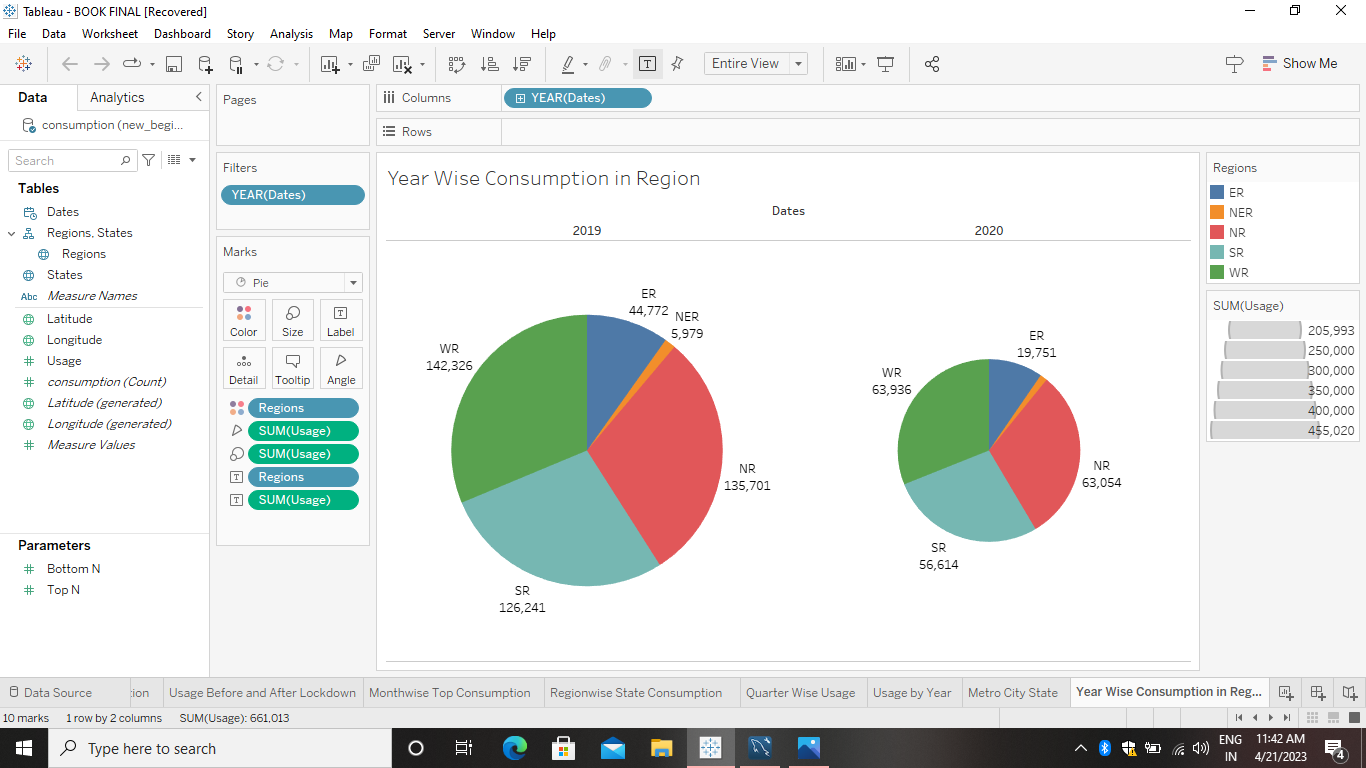 Tableau - BOOK FINAL [Recovered]
File Data Worksheet Dashboard Story Analysis Map Format Server Window Help
Entire View
Show Me
Data Analytics
consumption (new_begi...
Search
Tables
Dates
Regions, States
Regions
States
Abc Measure Names
Latitude
Longitude
Usage
consumption (Count)
Latitude (generated)
Longitude (generated)
Measure Values
Parameters
Bottom N
Top N
Pages
Filters
YEAR(Dates)
Marks
Pie
Color Size Label
Detail Tooltip Angle
Regions
SUM(Usage)
SUM(Usage)
Regions
SUM(Usage)
Columns YEAR(Dates)
Rows
Year Wise Consumption in Region
Dates
2019 2020
ER
44,772
NER
5,979
WR
142,326
NR
135,701
SR
126,241
ER
19,751
WR
63,936
NR
63,054
SR
56,614
Regions
ER
NER
NR
SR
WR
SUM(Usage)
205,993
250,000
300,000
350,000
400,000
455,020
Data Source :ion Usage Before and After Lockdown Monthwise Top Consumption Regionwise State Consumption Quarter Wise Usage Usage by Year Metro City State Year Wise Consumption in Reg...
10 marks 1 row by 2 columns SUM(Usage): 661,013
Type here to search
ENG
IN
11:42 AM
4/21/2023
4